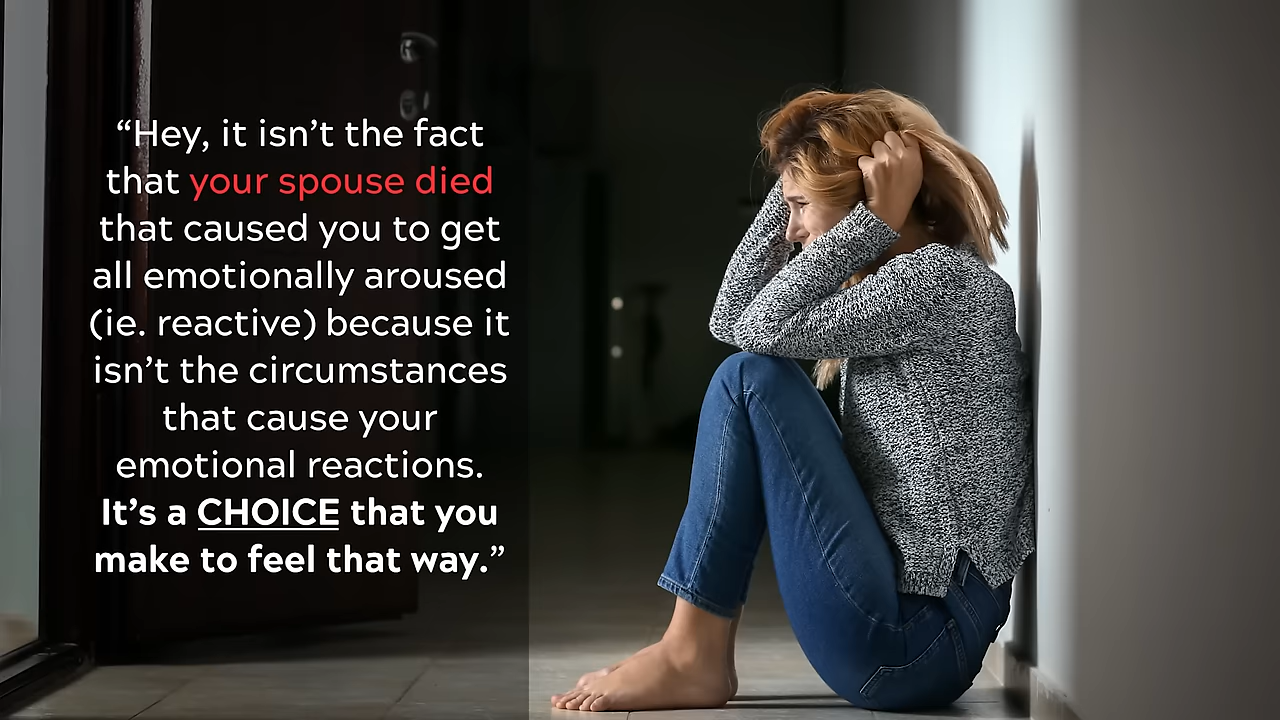 “Hey, it isn’t the fact
that your spouse died
that caused you to get
all emotionally aroused
(ie. reactive) because it
isn’t the circumstances
that cause your
emotional reactions.
It’s a CHOICE that you
make to feel that way.”